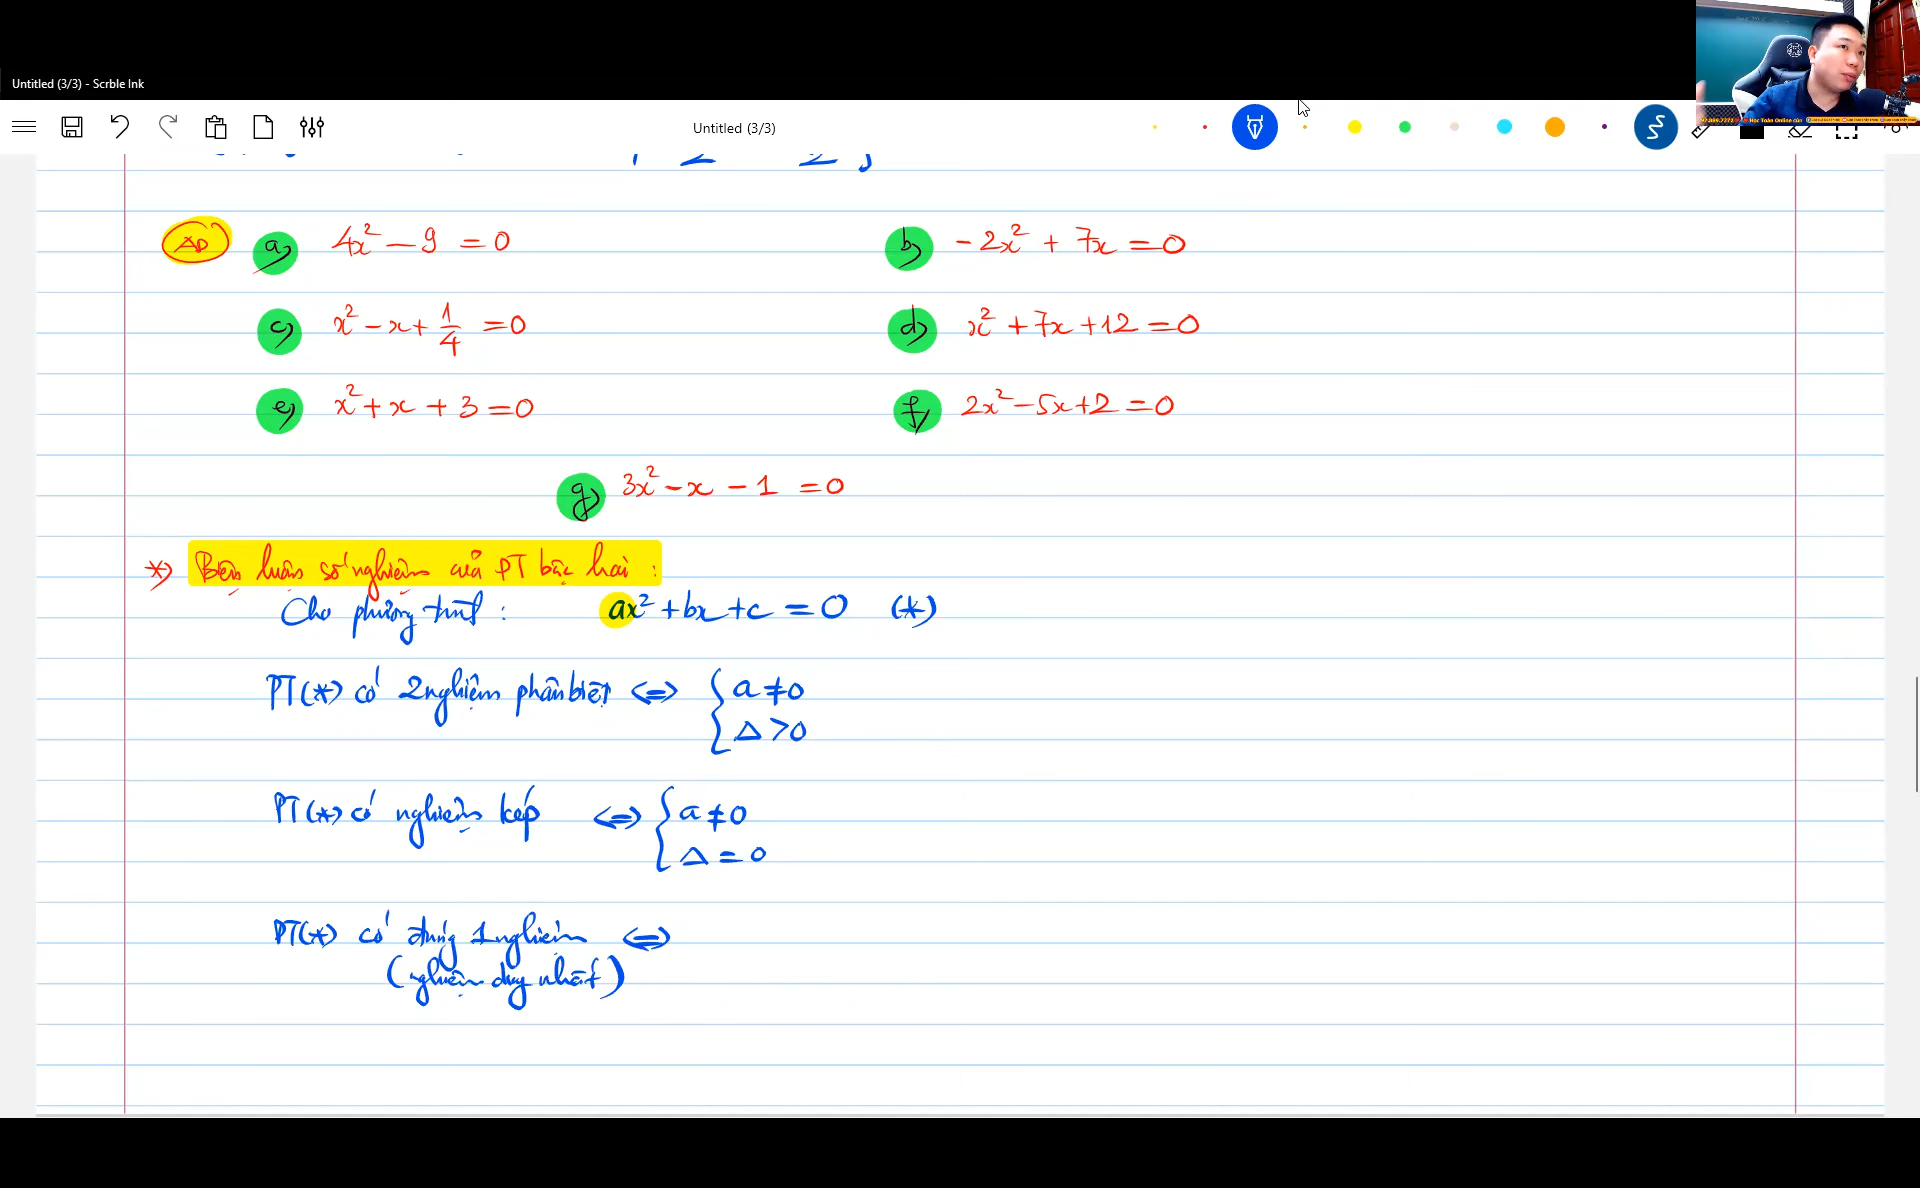 Untitled (3/3) - Scrble Ink
Untitled (3/3)
AD a) 4x² - 9 = 0 b) -2x² + 7x = 0
c) x² - x + 1/4 = 0 d) x² + 7x + 12 = 0
e) x² + x + 3 = 0 f) 2x² - 5x + 2 = 0
g) 3x² - x - 1 = 0
*) Biện luận số nghiệm của PT bậc hai :
Cho phương trình : ax² + bx + c = 0 (*)
PT(*) có 2 nghiệm phân biệt ⇔ { a ≠ 0
Δ > 0
PT(*) có nghiệm kép ⇔ { a ≠ 0
Δ = 0
PT(*) có đúng 1 nghiệm ⇔
(nghiệm duy nhất)